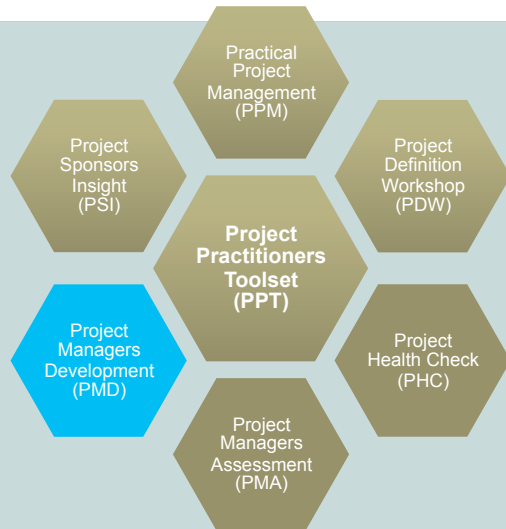 Practical
Project
Management
(PPM)
Project
Sponsors
Insight
(PSI)
Project
Definition
Workshop
(PDW)
Project
Practitioners
Toolset
(PPT)
Project
Managers
Development
(PMD)
Project
Health Check
(PHC)
Project
Managers
Assessment
(PMA)